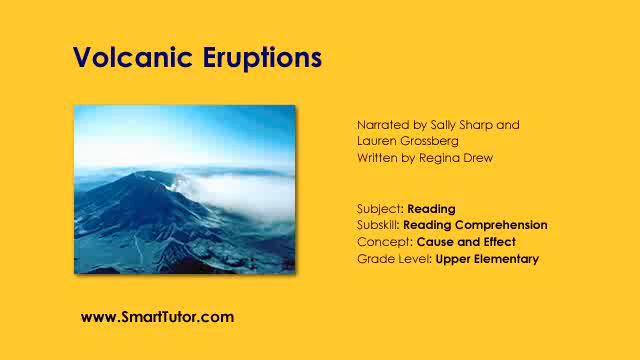 Volcanic Eruptions
Narrated by Sally Sharp and
Lauren Grossberg
Written by Regina Drew
Subject: Reading
Subskill: Reading Comprehension
Concept: Cause and Effect
Grade Level: Upper Elementary
www.SmartTutor.com